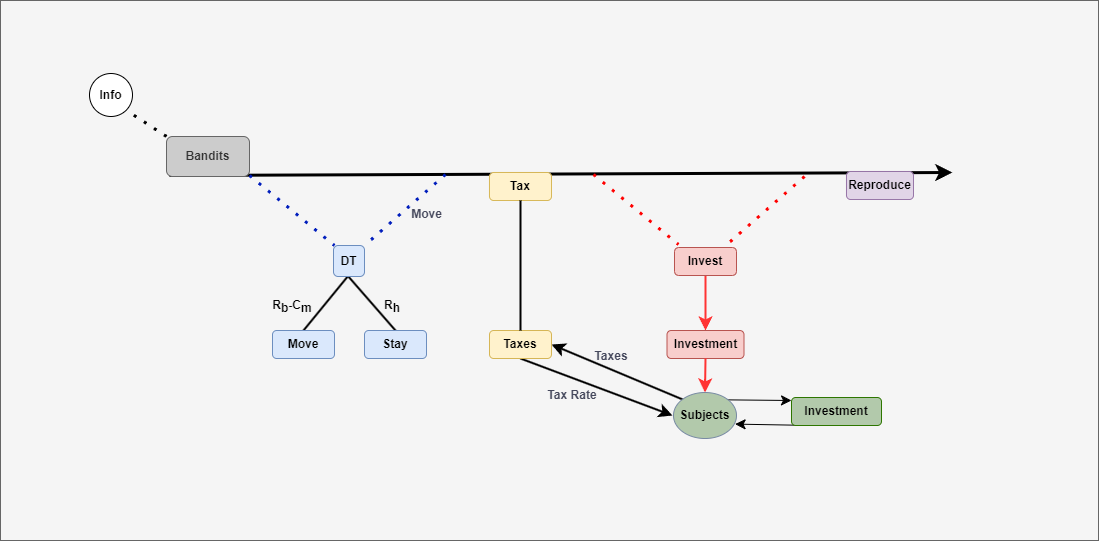 Info
Bandits
Tax
Reproduce
Move
DT
Invest
Rb-Cm
Rh
Move
Stay
Taxes
Investment
Taxes
Tax Rate
Subjects
Investment